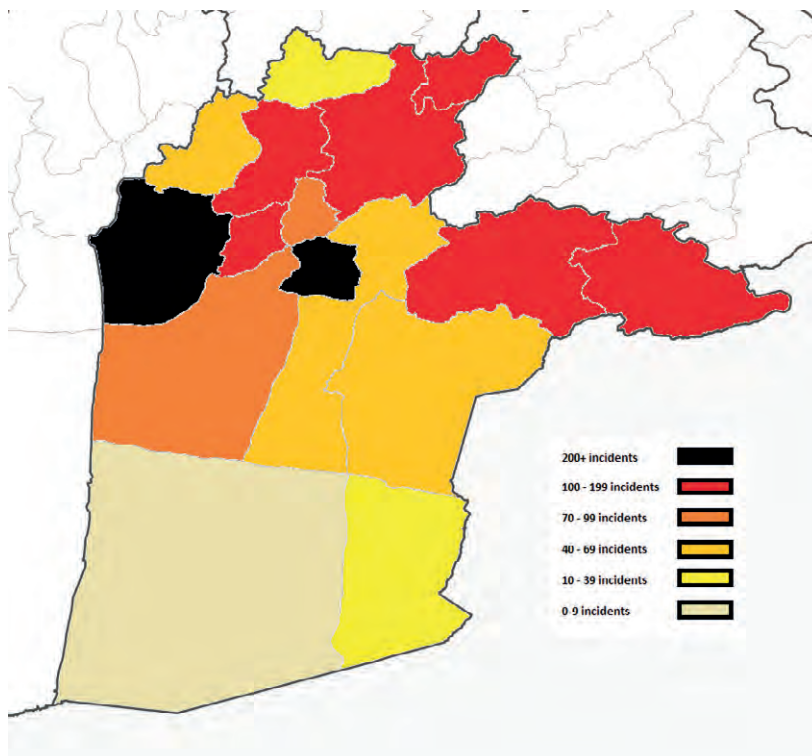 200+ incidents
100 - 199 incidents
70 - 99 incidents
40 - 69 incidents
10 - 39 incidents
0-9 incidents